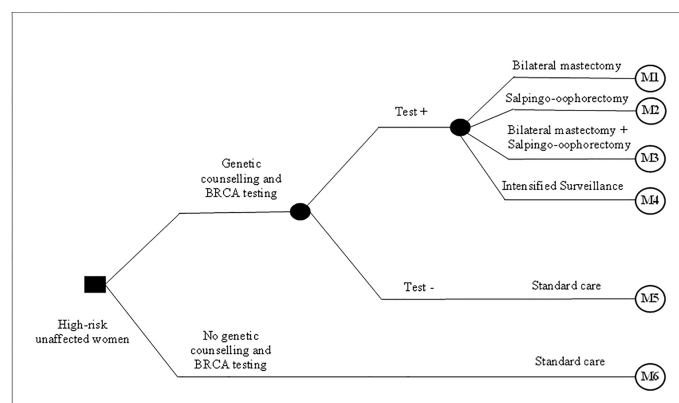 Bilateral mastectomy
M1
Salpingo-oophorectomy
M2
Test +
Bilateral mastectomy +
Salpingo-oophorectomy
M3
Genetic
counselling and
BRCA testing
Intensified Surveillance
M4
Test -
Standard care
M5
High-risk
unaffected women
No genetic
counselling and
BRCA testing
Standard care
M6